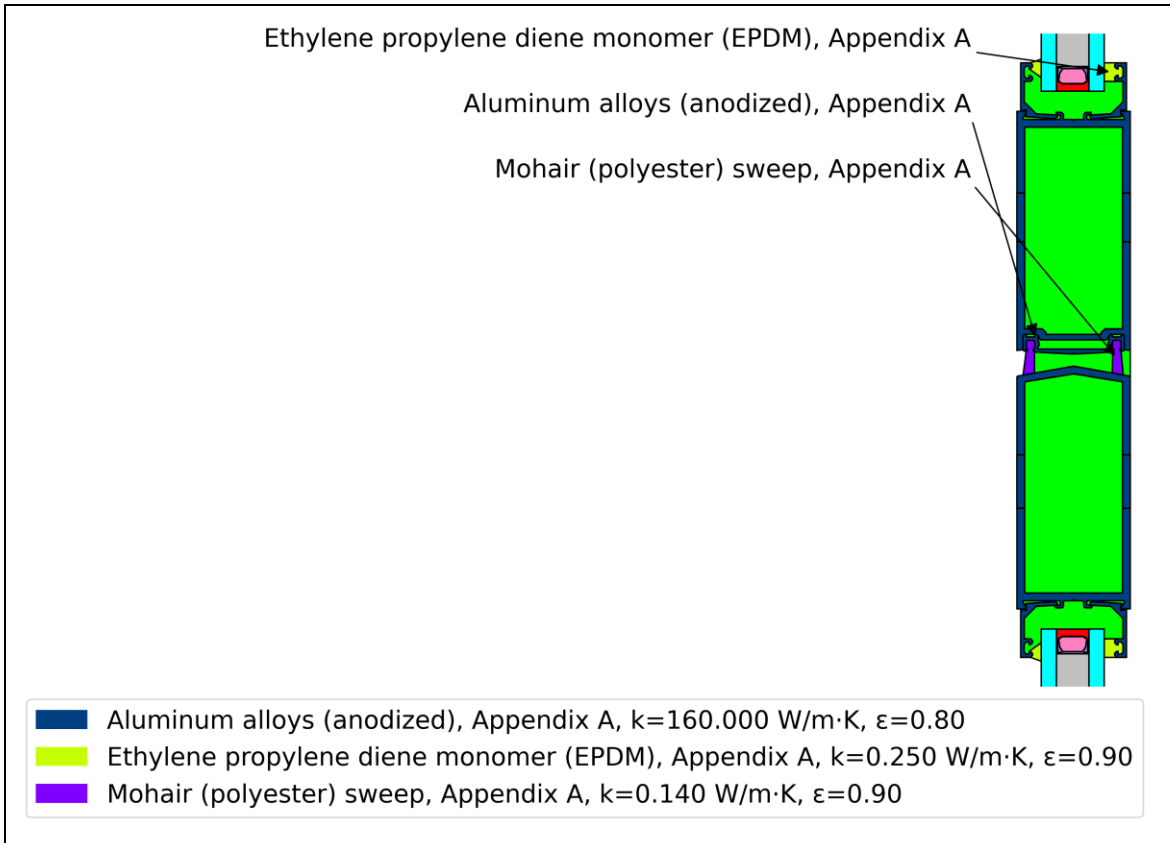 Ethylene propylene diene monomer (EPDM), Appendix A
Aluminum alloys (anodized), Appendix A
Mohair (polyester) sweep, Appendix A
Aluminum alloys (anodized), Appendix A, k=160.000 W/m·K, ε=0.80
Ethylene propylene diene monomer (EPDM), Appendix A, k=0.250 W/m·K, ε=0.90
Mohair (polyester) sweep, Appendix A, k=0.140 W/m·K, ε=0.90